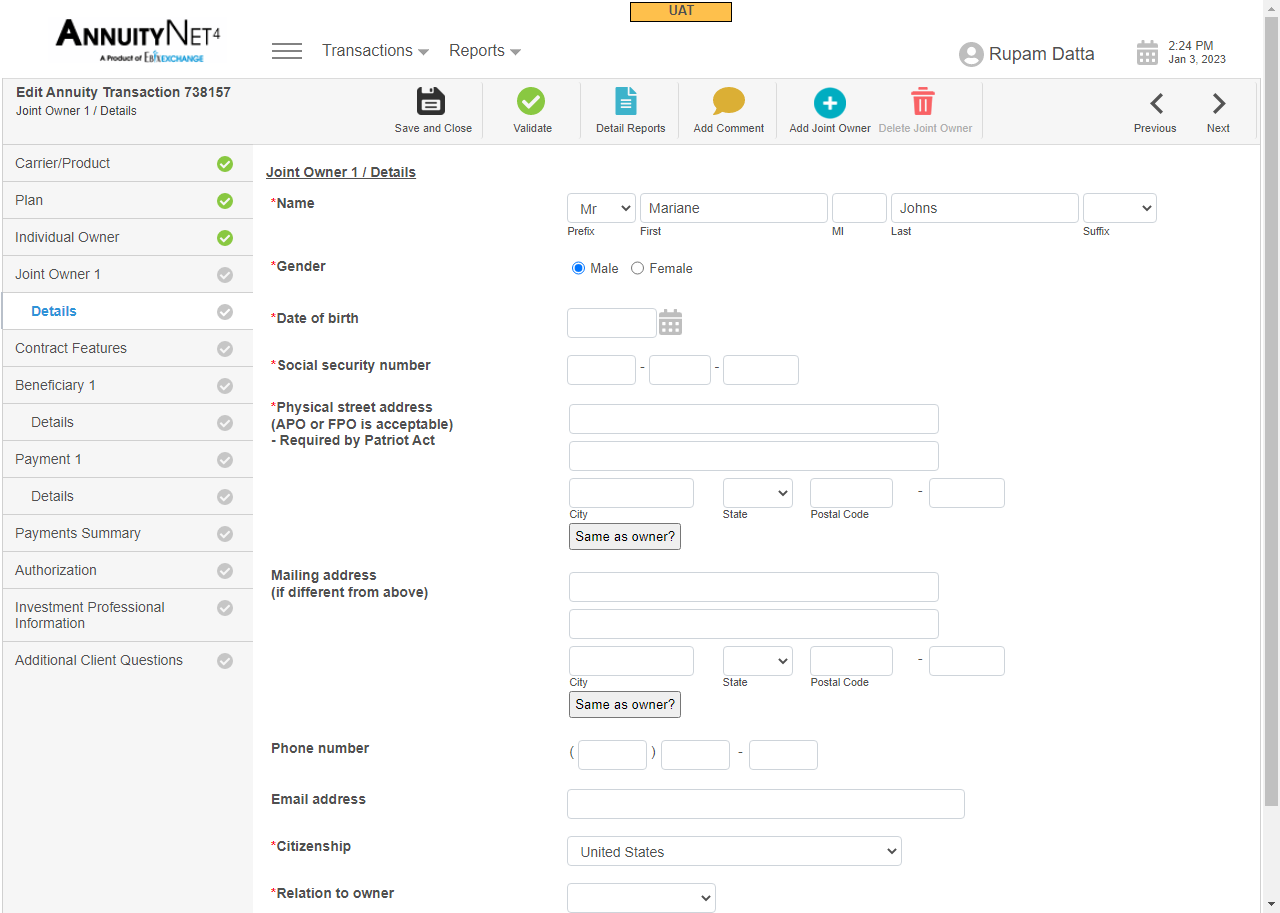 UAT
ANNUITYNET4
A Product of EBIXEXCHANGE
Transactions
Reports
Rupam Datta
2:24 PM
Jan 3, 2023
Edit Annuity Transaction 738157
Joint Owner 1 / Details
Save and Close
Validate
Detail Reports
Add Comment
Add Joint Owner
Delete Joint Owner
Previous
Next
Carrier/Product
Plan
Individual Owner
Joint Owner 1
Details
Contract Features
Beneficiary 1
Details
Payment 1
Details
Payments Summary
Authorization
Investment Professional
Information
Additional Client Questions
Joint Owner 1 / Details
*Name
Mr
Mariane
Johns
Prefix
First
MI
Last
Suffix
*Gender
Male
Female
*Date of birth
*Social security number
- -
*Physical street address
(APO or FPO is acceptable)
- Required by Patriot Act
-
City
State
Postal Code
Same as owner?
Mailing address
(if different from above)
-
City
State
Postal Code
Same as owner?
Phone number
( ) -
Email address
*Citizenship
United States
*Relation to owner